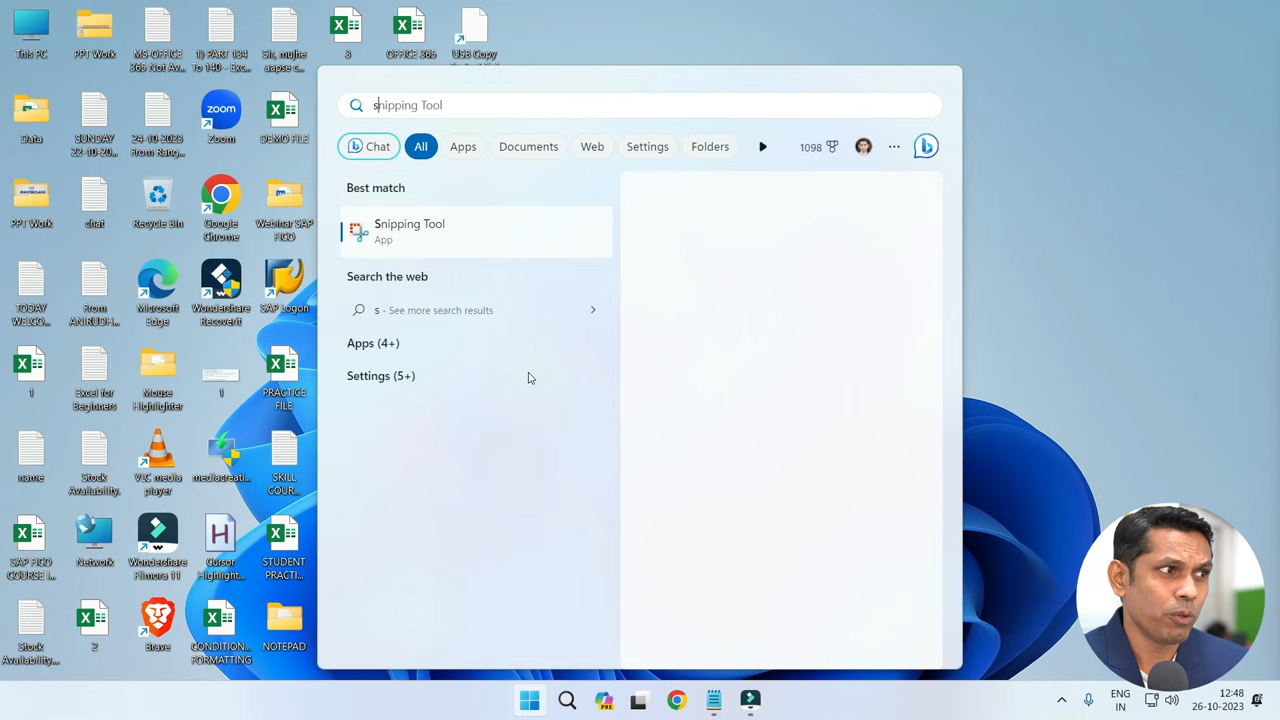 This PC
PPT Work
MS-OFFICE
365 Not Av...
1) PART 134
To 140 - Exc...
Sir, mujhe
aapse c...
3
OFFICE 365
USB Copy
snipping Tool
Chat
All
Apps
Documents
Web
Settings
Folders
1098
Data
SUNDAY
22-10-20...
24-10-2023
From Rang...
Zoom
zoom
DEMO FILE
Best match
Snipping Tool
App
PPT Work
chat
Recycle Bin
Google
Chrome
Webinar SAP
FICO
Search the web
s - See more search results
Apps (4+)
Settings (5+)
TODAY
WELCO...
From
ANIRUDH...
Microsoft
Edge
Wondershare
Recoverit
SAP Logon
1
Excel for
Beginners
Mouse
Highlighter
1
PRACTICE
FILE
name
Stock
Availability.
VLC media
player
mediacreati...
SKILL
COUR...
SAP FICO
COURSE I...
Network
Wondershare
Filmora 11
Cursor
Highlight...
STUDENT
PRACTI...
Stock
Availability...
2
Brave
CONDITION...
FORMATTING
NOTEPAD
PRE
ENG
IN
12:48
26-10-2023